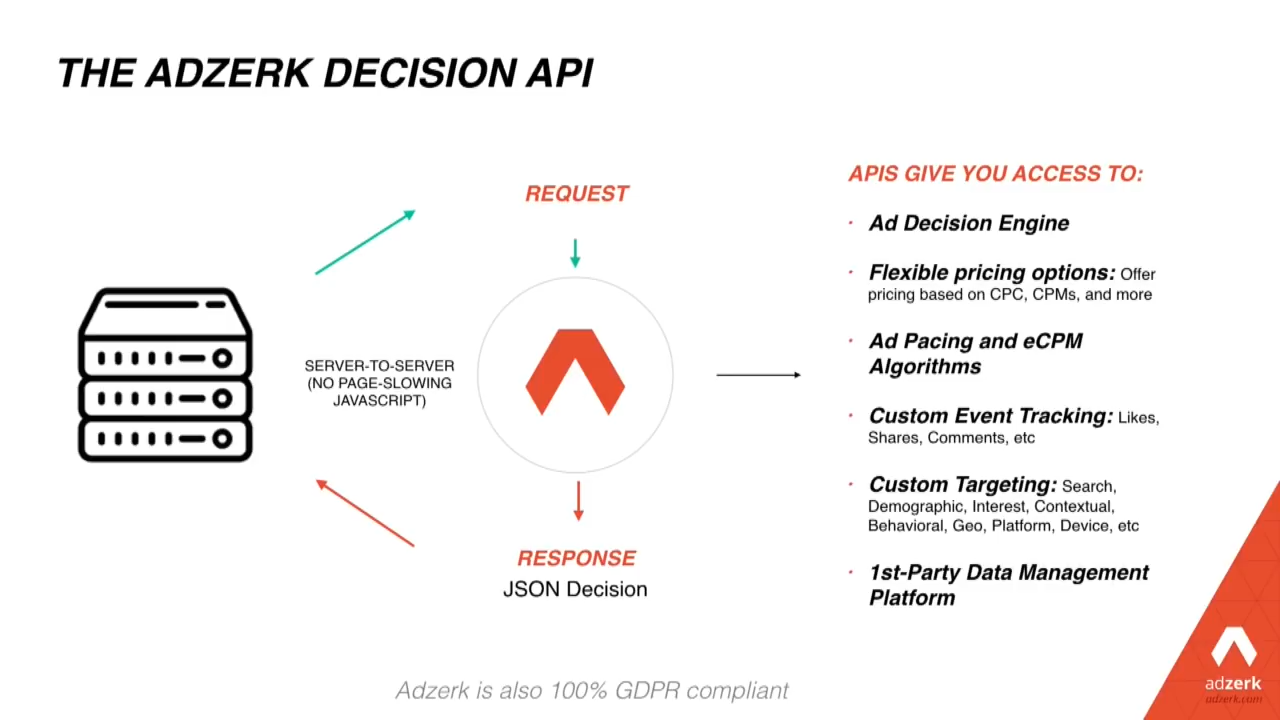 THE ADZERK DECISION API
REQUEST
SERVER-TO-SERVER
(NO PAGE-SLOWING
JAVASCRIPT)
RESPONSE
JSON Decision
APIS GIVE YOU ACCESS TO:
· Ad Decision Engine
· Flexible pricing options: Offer
pricing based on CPC, CPMs, and more
· Ad Pacing and eCPM
Algorithms
· Custom Event Tracking: Likes,
Shares, Comments, etc
· Custom Targeting: Search,
Demographic, Interest, Contextual,
Behavioral, Geo, Platform, Device, etc
· 1st-Party Data Management
Platform
Adzerk is also 100% GDPR compliant
adzerk
adzerk.com